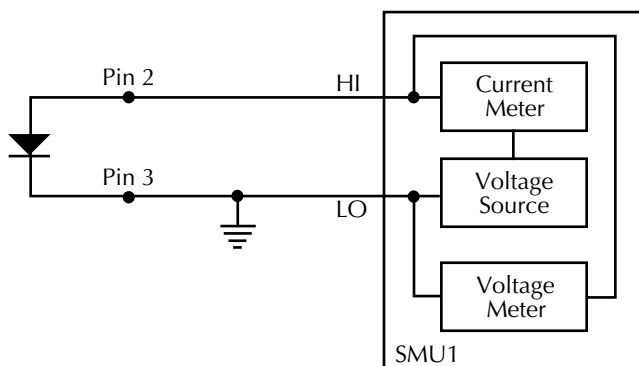 Pin 2
HI
Current
Meter
Pin 3
LO
Voltage
Source
Voltage
Meter
SMU1